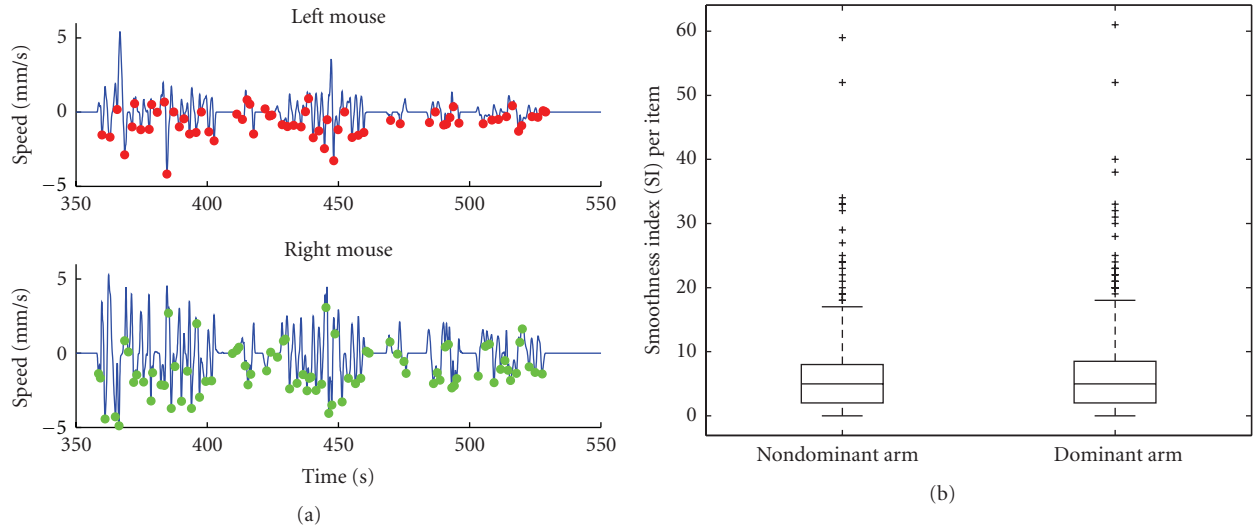 Left mouse
Speed (mm/s)
5
0
−5
350
400
450
500
550
Right mouse
Speed (mm/s)
5
0
−5
350
400
450
500
550
Time (s)
(a)
Smoothness index (SI) per item
60
50
40
30
20
10
0
Nondominant arm
Dominant arm
(b)